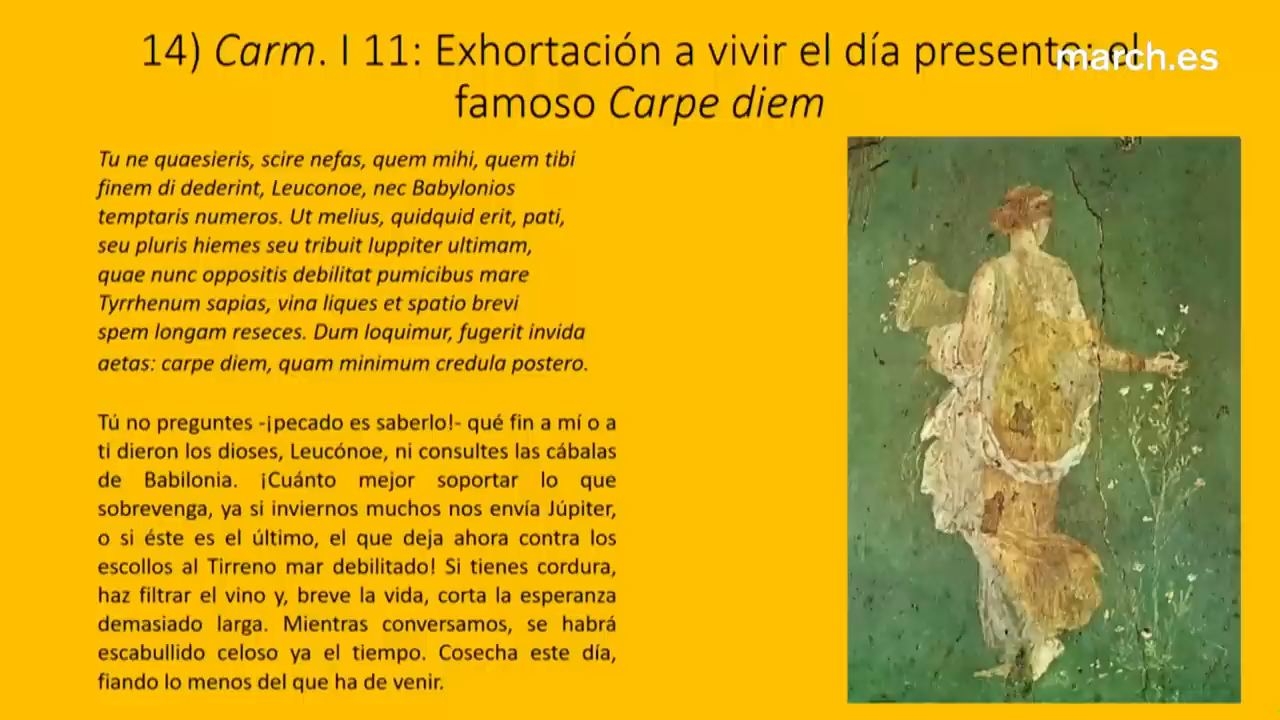 14) Carm. I 11: Exhortación a vivir el día presente: el
march.es
famoso Carpe diem
Tu ne quaesieris, scire nefas, quem mihi, quem tibi
finem di dederint, Leuconoe, nec Babylonios
temptaris numeros. Ut melius, quidquid erit, pati,
seu pluris hiemes seu tribuit Iuppiter ultimam,
quae nunc oppositis debilitat pumicibus mare
Tyrrhenum sapias, vina liques et spatio brevi
spem longam reseces. Dum loquimur, fugerit invida
aetas: carpe diem, quam minimum credula postero.
Tú no preguntes -¡pecado es saberlo!- qué fin a mí o a
ti dieron los dioses, Leucónoe, ni consultes las cábalas
de Babilonia. ¡Cuánto mejor soportar lo que
sobrevenga, ya si inviernos muchos nos envía Júpiter,
o si éste es el último, el que deja ahora contra los
escollos al Tirreno mar debilitado! Si tienes cordura,
haz filtrar el vino y, breve la vida, corta la esperanza
demasiado larga. Mientras conversamos, se habrá
escabullido celoso ya el tiempo. Cosecha este día,
fiando lo menos del que ha de venir.